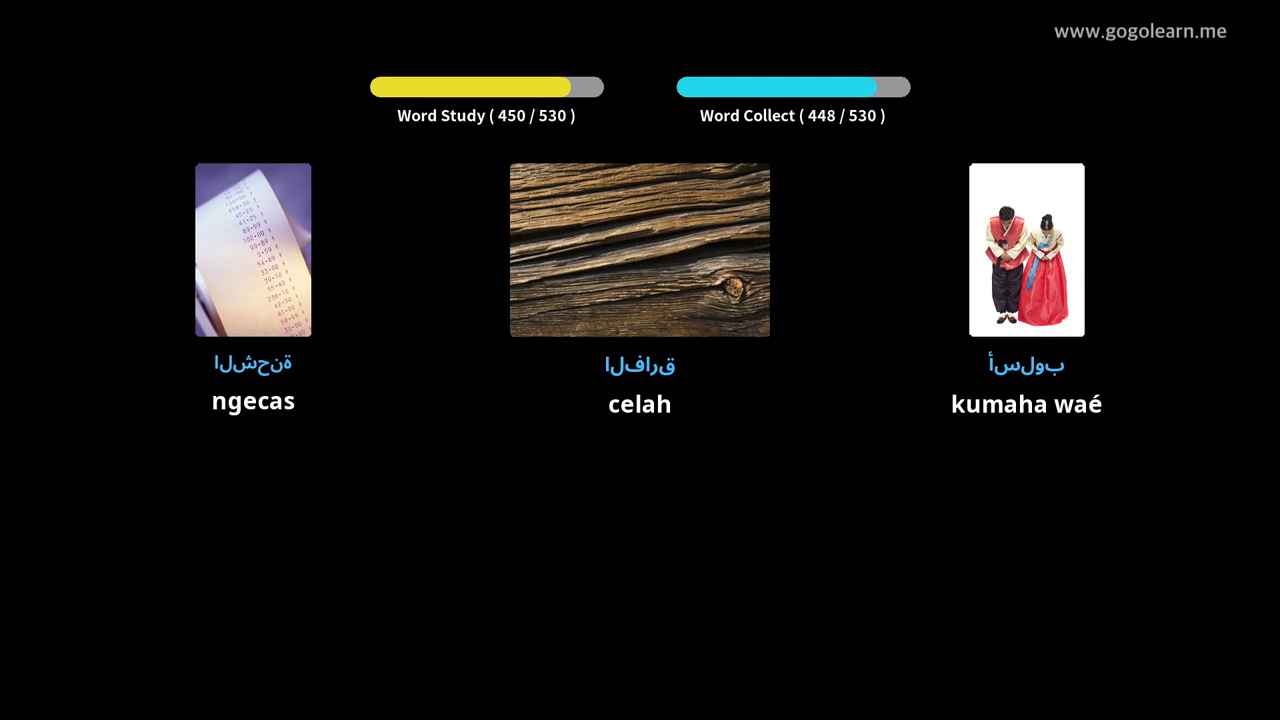 www.gogolearn.me
Word Study ( 450 / 530 )
Word Collect ( 448 / 530 )
الشحنة
ngecas
الفارق
celah
أسلوب
kumaha waé